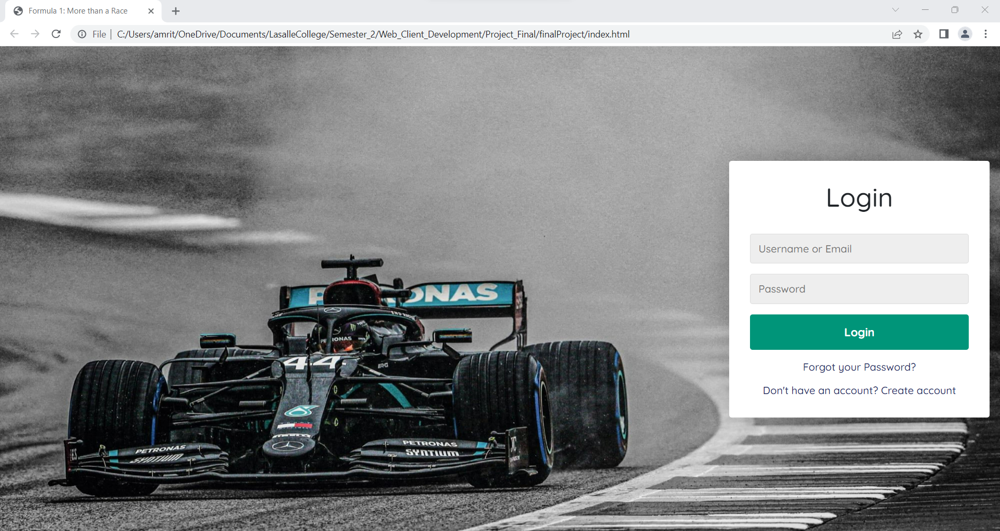 Formula 1: More than a Race
File
C:/Users/amrit/OneDrive/Documents/LasalleCollege/Semester_2/Web_Client_Development/Project_Final/finalProject/index.html
Login
Username or Email
Password
Login
Forgot your Password?
Don't have an account? Create account
ONAS
44
PETRONAS
SYNTIUM
PETRONAS
SYNTIUM